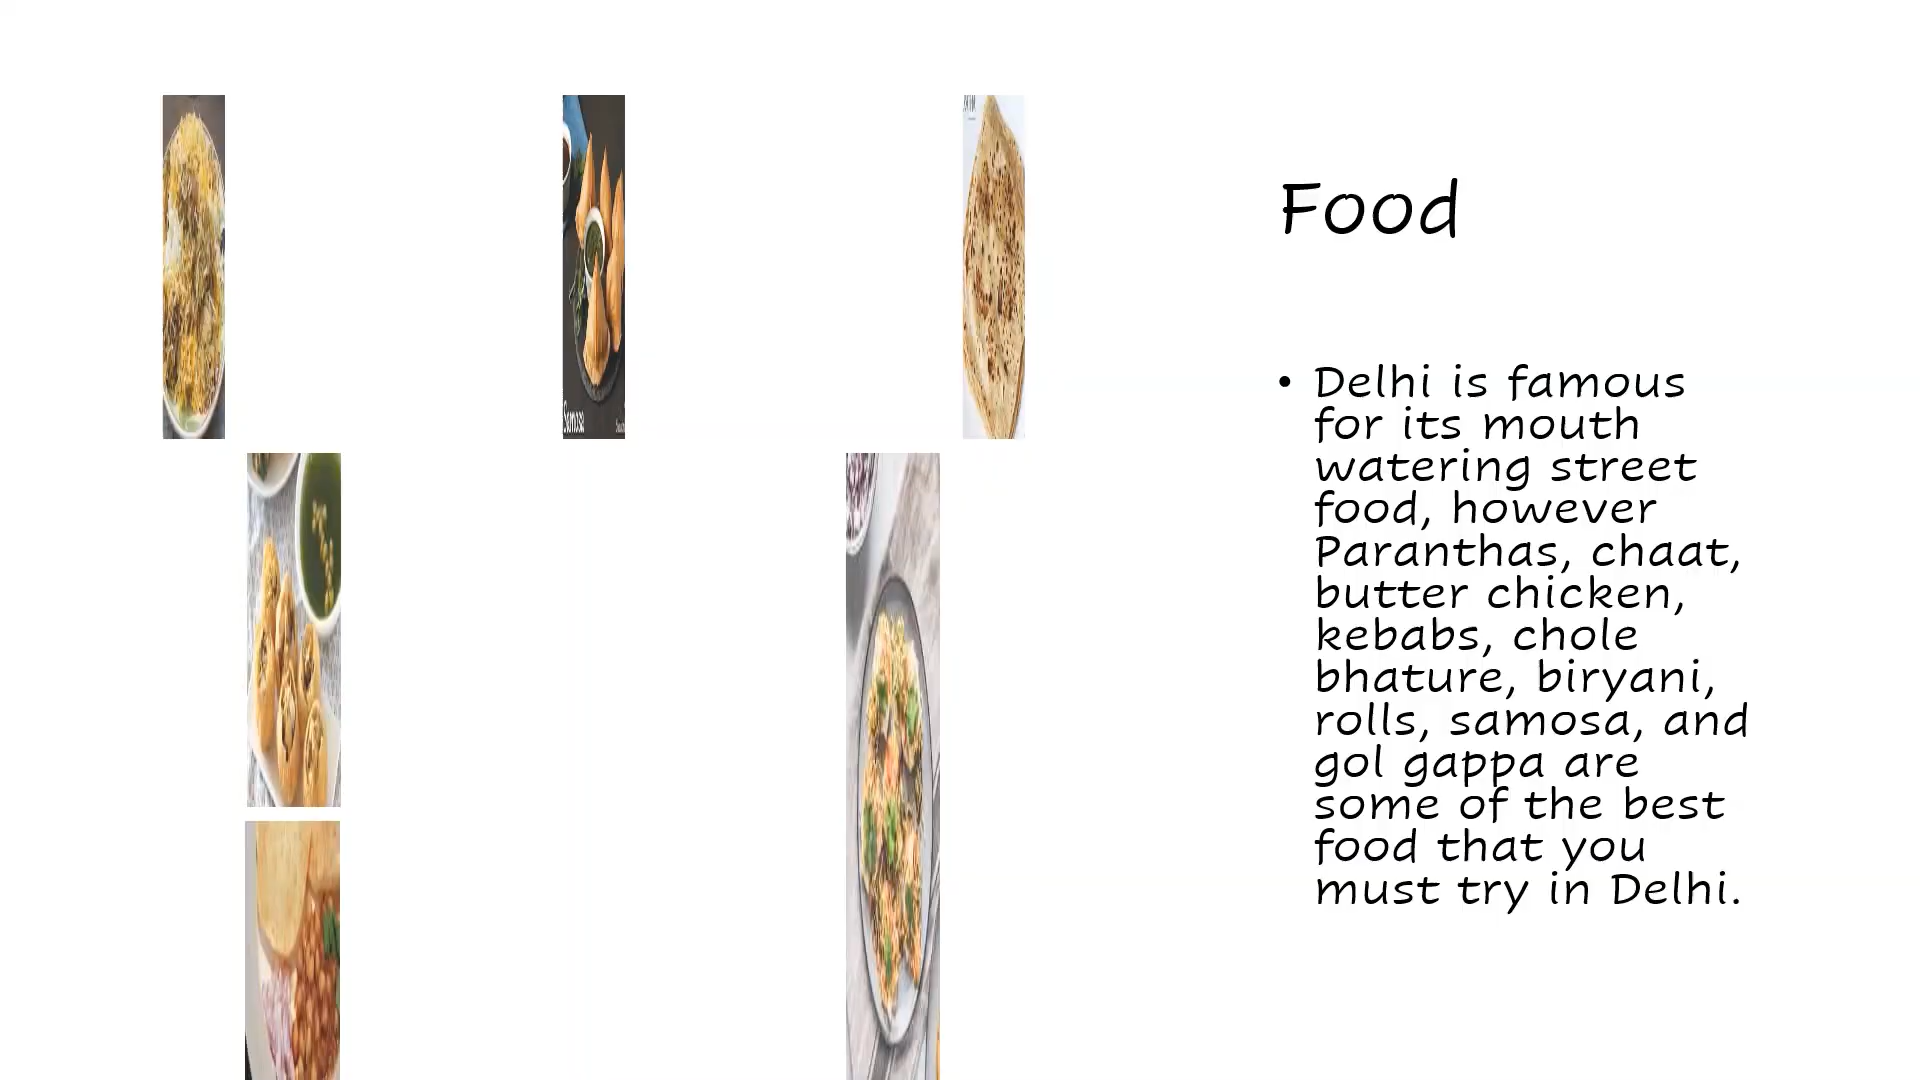 Food
• Delhi is famous
for its mouth
watering street
food, however
Paranthas, chaat,
butter chicken,
kebabs, chole
bhature, biryani,
rolls, samosa, and
gol gappa are
some of the best
food that you
must try in Delhi.
Samosa